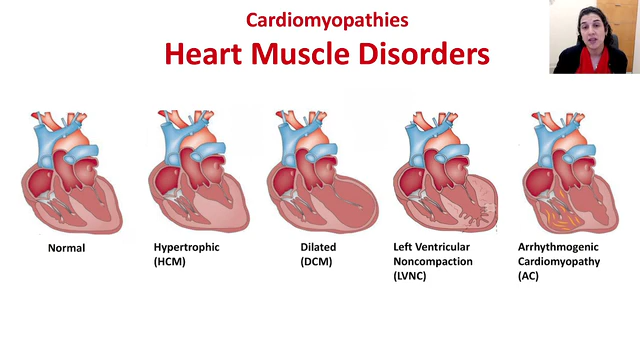 Cardiomyopathies
Heart Muscle Disorders
Normal
Hypertrophic
(HCM)
Dilated
(DCM)
Left Ventricular
Noncompaction
(LVNC)
Arrhythmogenic
Cardiomyopathy
(AC)